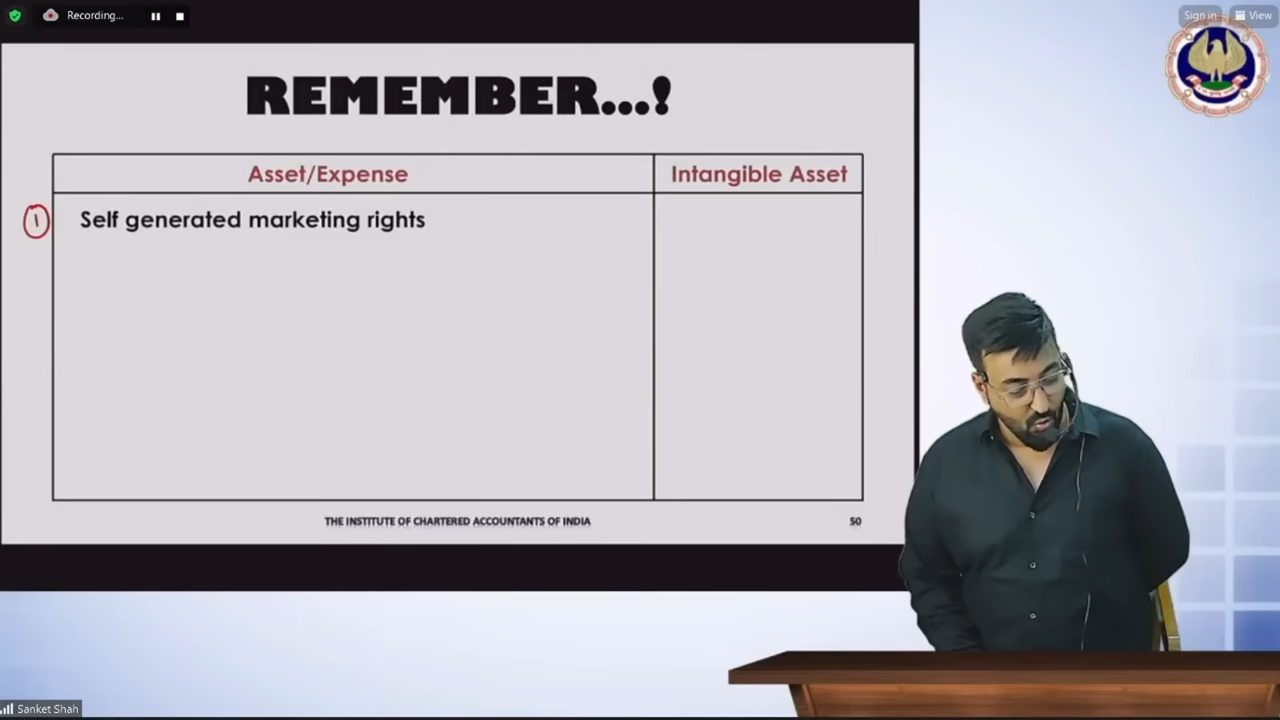 Recording...
Sign in
View
REMEMBER...!
Asset/Expense
Intangible Asset
1
Self generated marketing rights
THE INSTITUTE OF CHARTERED ACCOUNTANTS OF INDIA
50
Sanket Shah